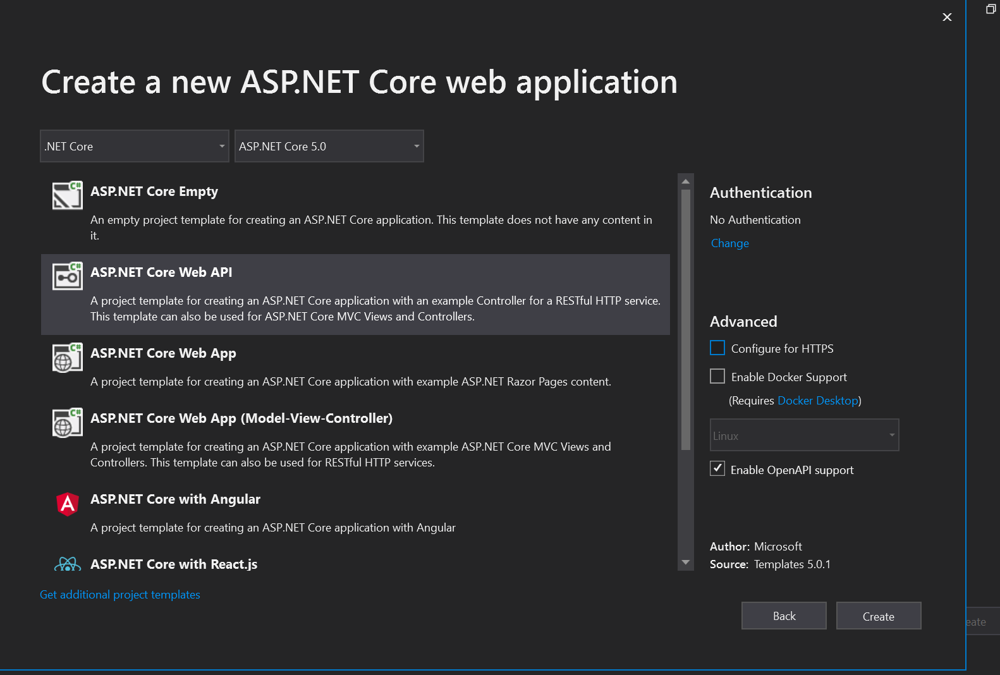 Create a new ASP.NET Core web application
.NET Core
ASP.NET Core 5.0
C#
ASP.NET Core Empty
An empty project template for creating an ASP.NET Core application. This template does not have any content in
it.
C#
ASP.NET Core Web API
A project template for creating an ASP.NET Core application with an example Controller for a RESTful HTTP service.
This template can also be used for ASP.NET Core MVC Views and Controllers.
C#
ASP.NET Core Web App
A project template for creating an ASP.NET Core application with example ASP.NET Razor Pages content.
C#
ASP.NET Core Web App (Model-View-Controller)
A project template for creating an ASP.NET Core application with example ASP.NET Core MVC Views and
Controllers. This template can also be used for RESTful HTTP services.
A
ASP.NET Core with Angular
A project template for creating an ASP.NET Core application with Angular
ASP.NET Core with React.js
Get additional project templates
Authentication
No Authentication
Change
Advanced
Configure for HTTPS
Enable Docker Support
(Requires Docker Desktop)
Linux
Enable OpenAPI support
Author: Microsoft
Source: Templates 5.0.1
Back
Create
eate